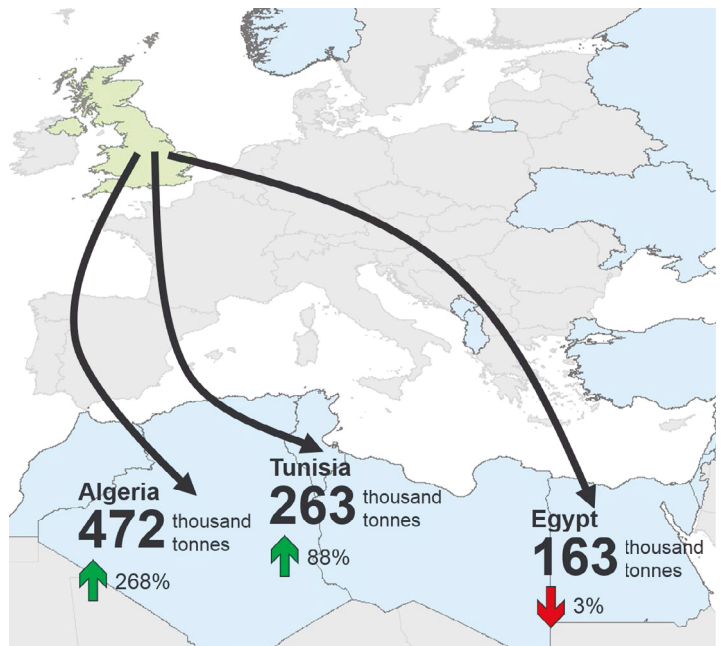 Algeria
472 thousand
tonnes
268%
Tunisia
263 thousand
tonnes
88%
Egypt
163 thousand
tonnes
3%